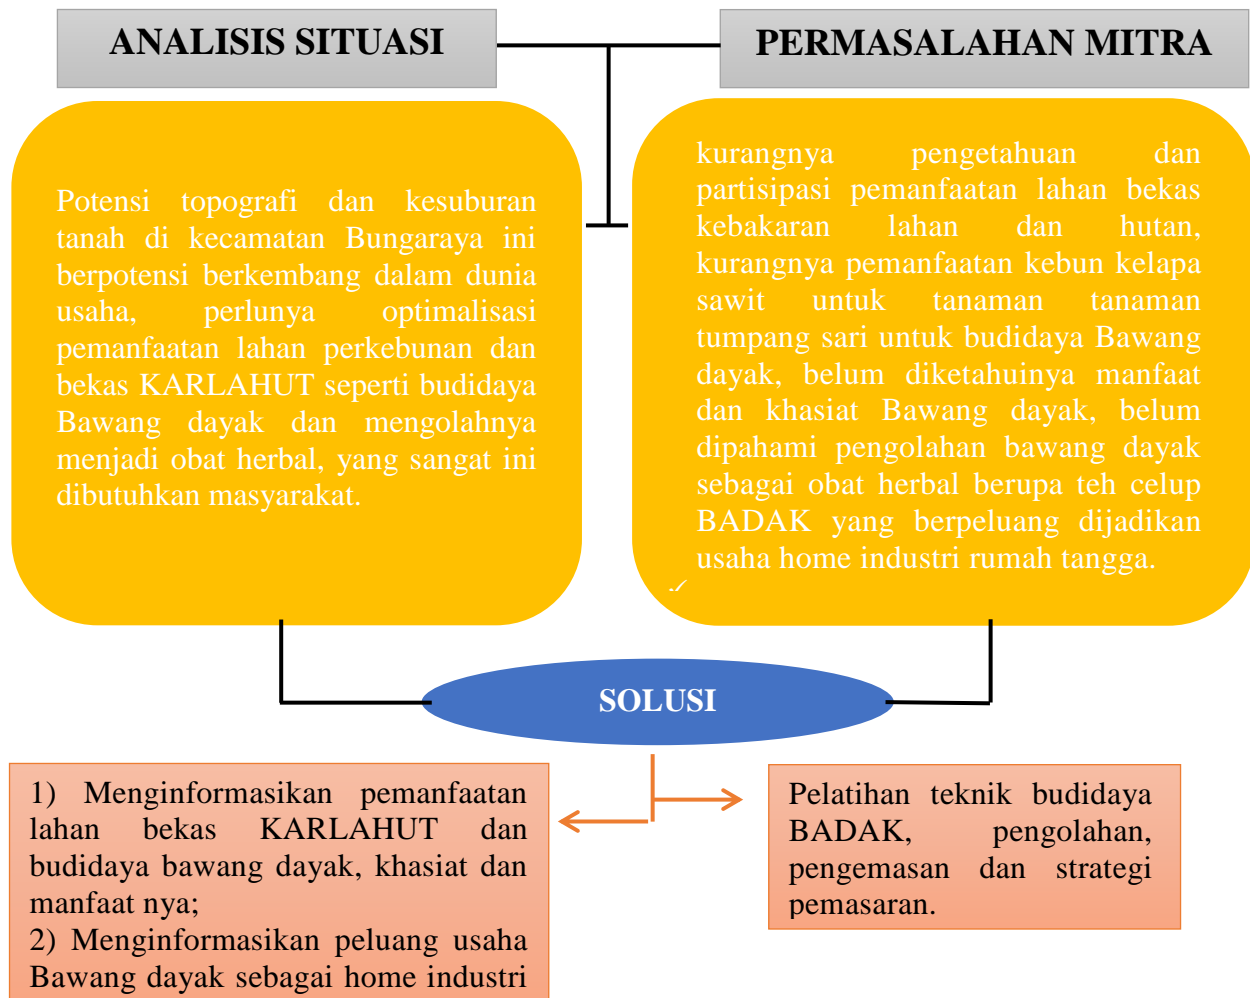 ANALISIS SITUASI
PERMASALAHAN MITRA
Potensi topografi dan kesuburan
tanah di kecamatan Bungaraya ini
berpotensi berkembang dalam dunia
usaha, perlunya optimalisasi
pemanfaatan lahan perkebunan dan
bekas KARLAHUT seperti budidaya
Bawang dayak dan mengolahnya
menjadi obat herbal, yang sangat ini
dibutuhkan masyarakat.
kurangnya pengetahuan dan
partisipasi pemanfaatan lahan bekas
kebakaran lahan dan hutan,
kurangnya pemanfaatan kebun kelapa
sawit untuk tanaman tanaman
tumpang sari untuk budidaya Bawang
dayak, belum diketahuinya manfaat
dan khasiat Bawang dayak, belum
dipahami pengolahan bawang dayak
sebagai obat herbal berupa teh celup
BADAK yang berpeluang dijadikan
usaha home industri rumah tangga.
SOLUSI
1) Menginformasikan pemanfaatan
lahan bekas KARLAHUT dan
budidaya bawang dayak, khasiat dan
manfaat nya;
2) Menginformasikan peluang usaha
Bawang dayak sebagai home industri
Pelatihan teknik budidaya
BADAK, pengolahan,
pengemasan dan strategi
pemasaran.